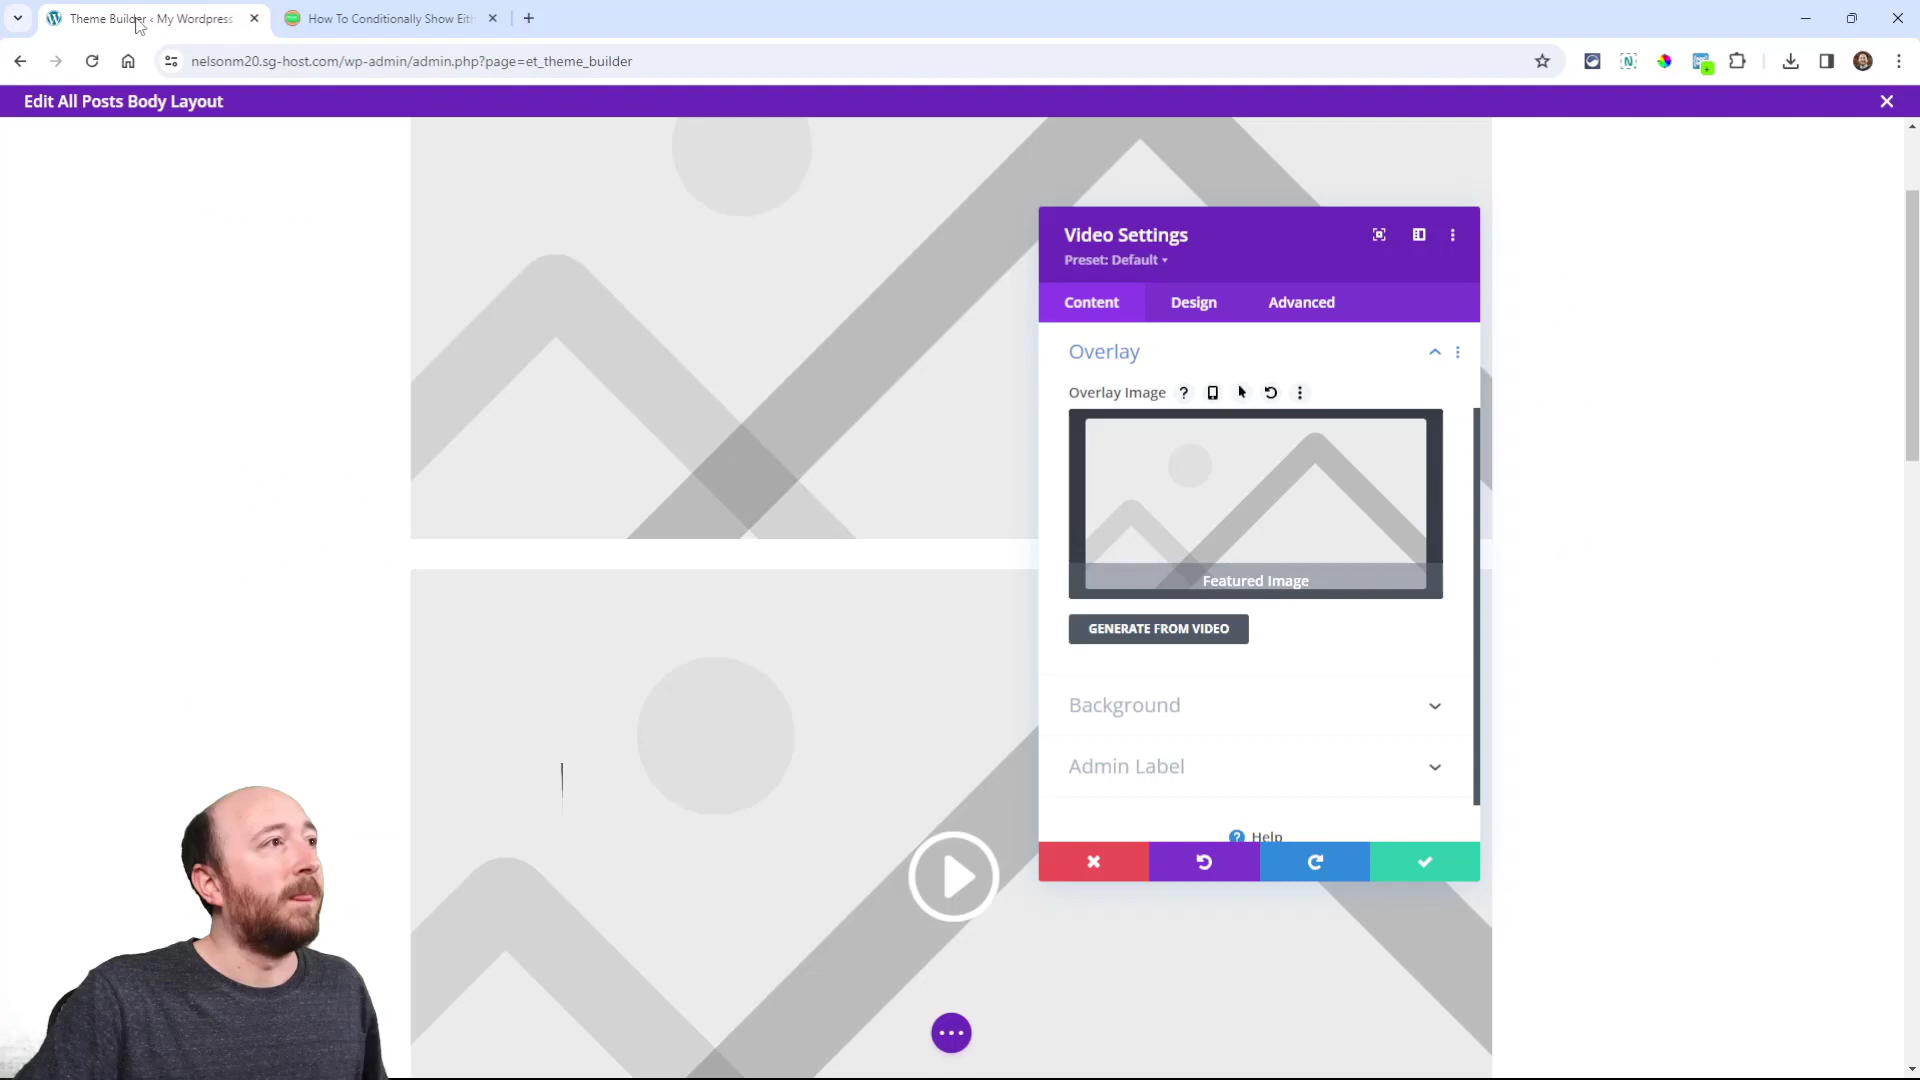 Theme Builder ‹ My Wordpress
How To Conditionally Show Eith
nelsonm20.sg-host.com/wp-admin/admin.php?page=et_theme_builder
Edit All Posts Body Layout
Video Settings
Preset: Default
Content
Design
Advanced
Overlay
Overlay Image
Featured Image
GENERATE FROM VIDEO
Background
Admin Label
Help